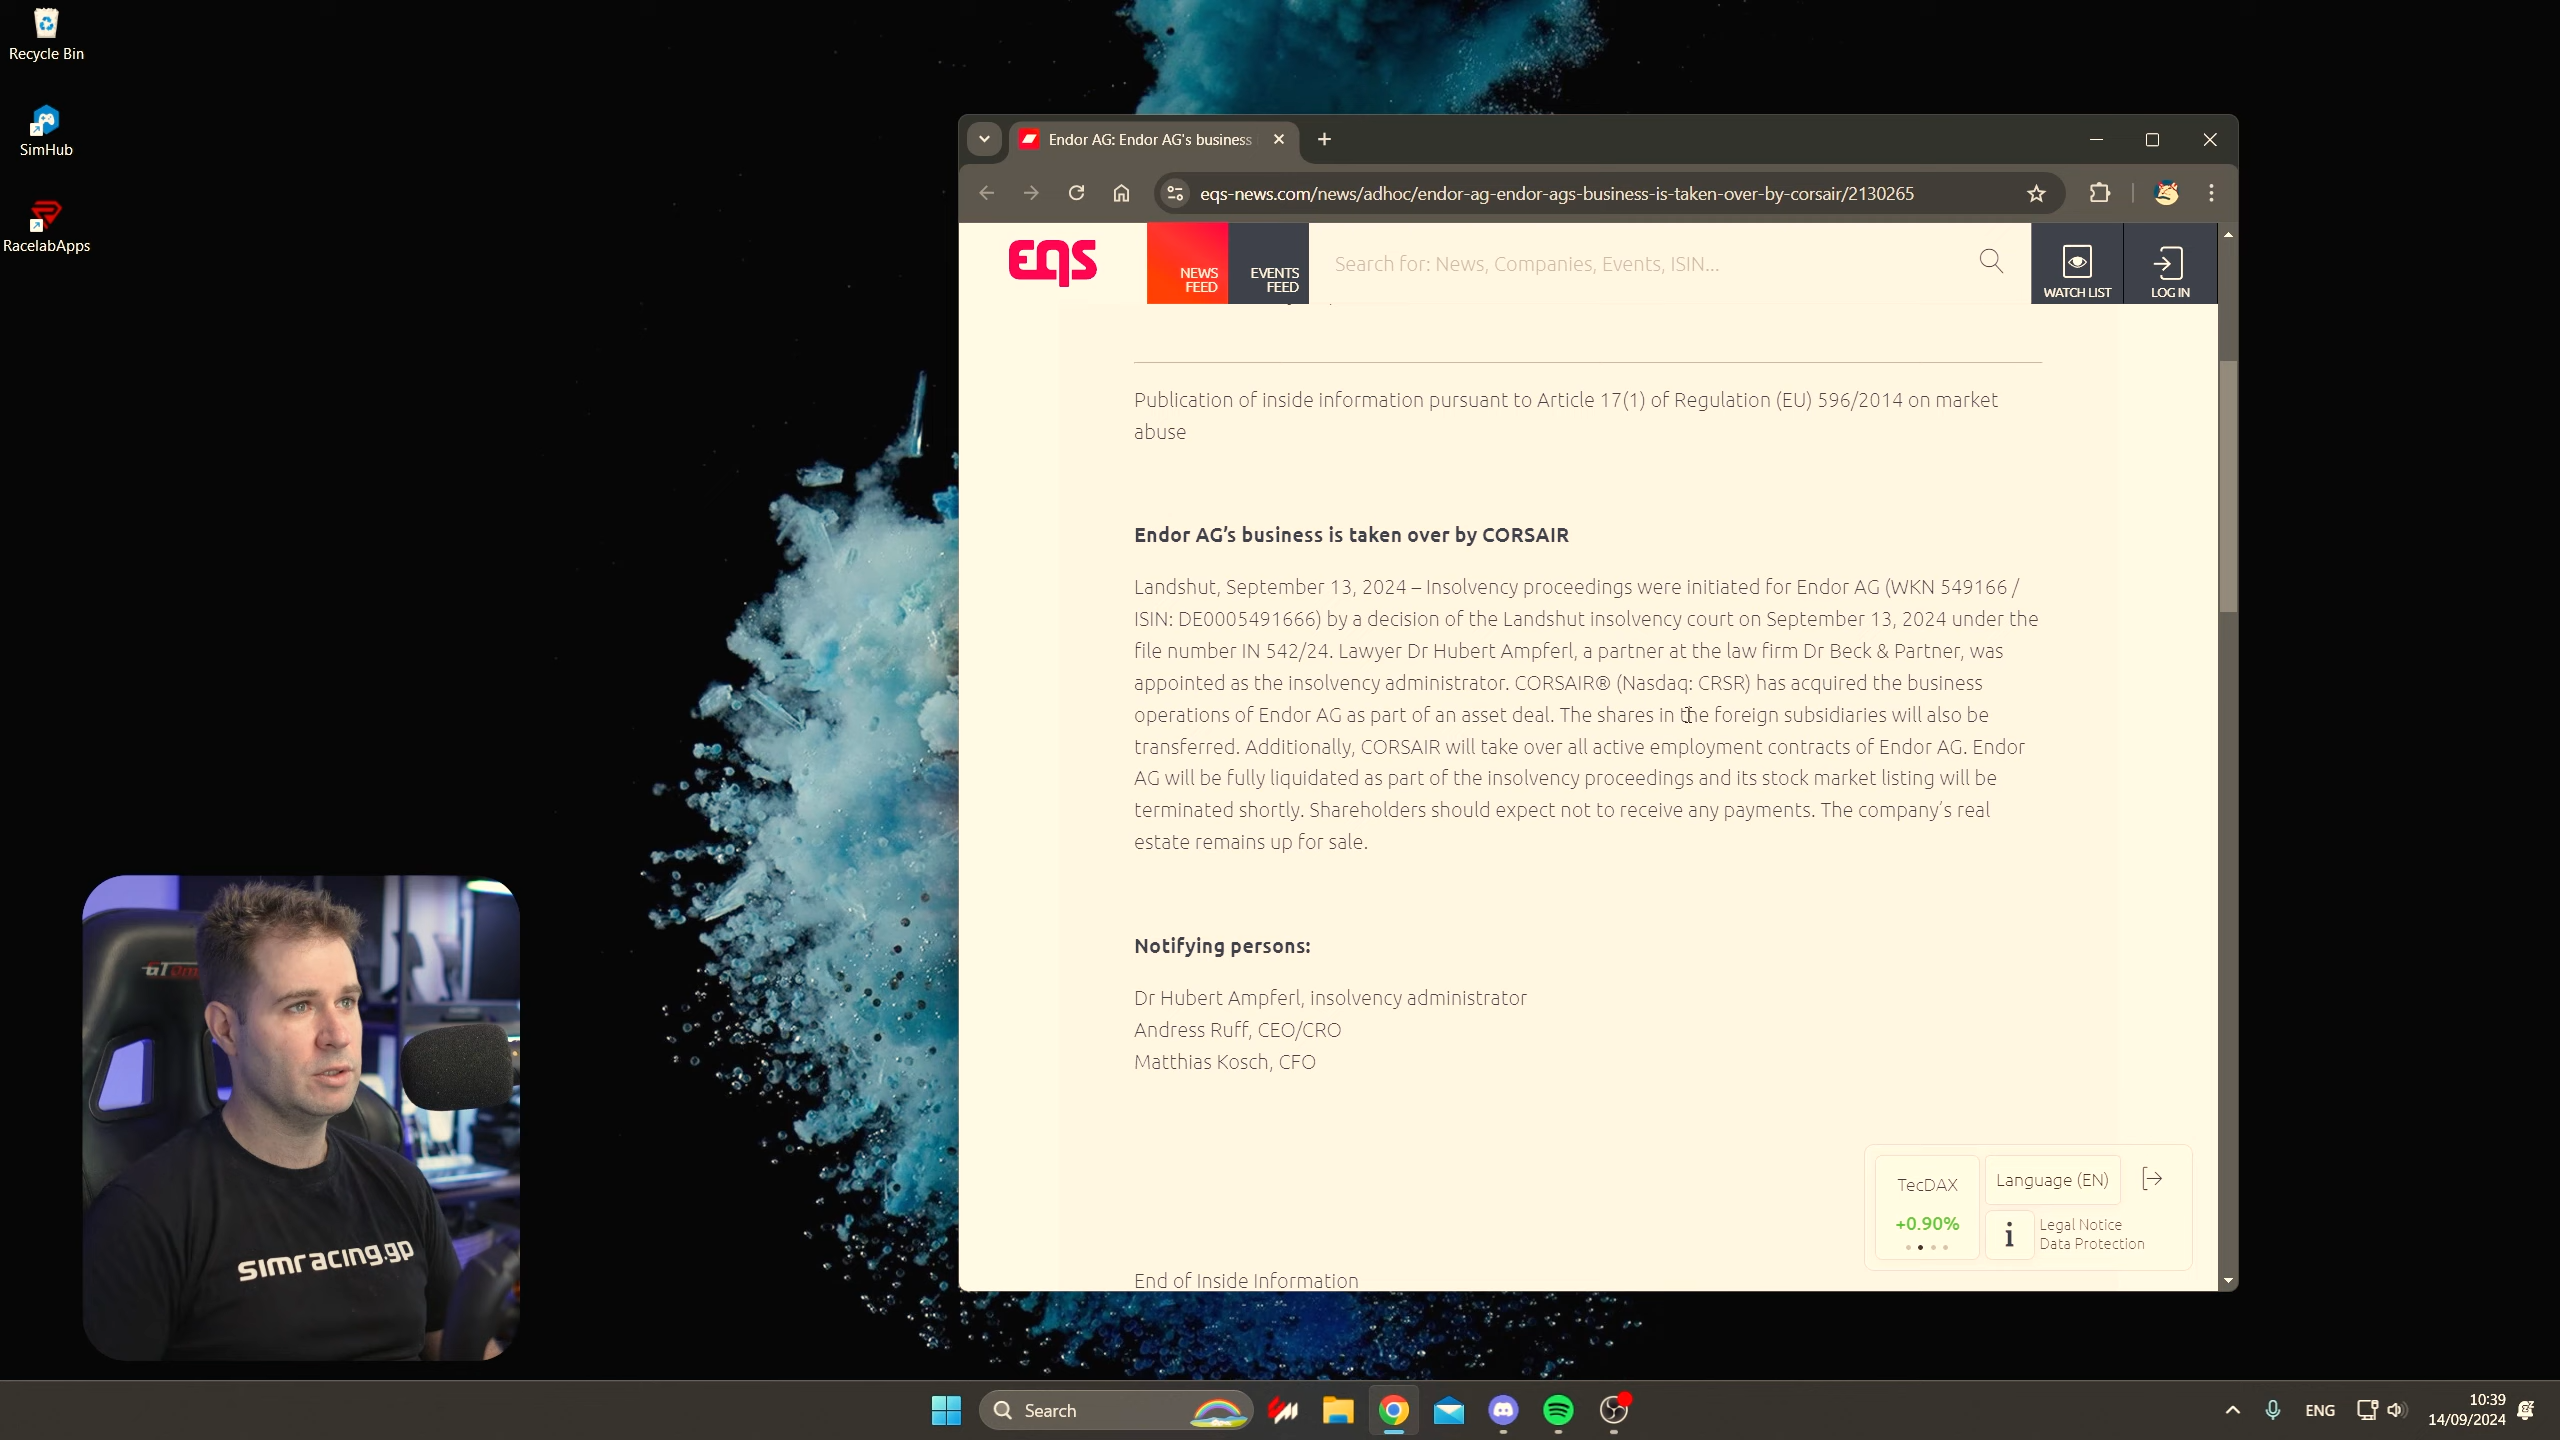 Recycle Bin
SimHub
RacelabApps
Endor AG: Endor AG's business
eqs-news.com/news/adhoc/endor-ag-endor-ags-business-is-taken-over-by-corsair/2130265
EQS
NEWS
FEED
EVENTS
FEED
Search for: News, Companies, Events, ISIN...
WATCH LIST
LOG IN
Publication of inside information pursuant to Article 17(1) of Regulation (EU) 596/2014 on market
abuse
Endor AG’s business is taken over by CORSAIR
Landshut, September 13, 2024 – Insolvency proceedings were initiated for Endor AG (WKN 549166 /
ISIN: DE0005491666) by a decision of the Landshut insolvency court on September 13, 2024 under the
file number IN 542/24. Lawyer Dr Hubert Ampferl, a partner at the law firm Dr Beck & Partner, was
appointed as the insolvency administrator. CORSAIR® (Nasdaq: CRSR) has acquired the business
operations of Endor AG as part of an asset deal. The shares in the foreign subsidiaries will also be
transferred. Additionally, CORSAIR will take over all active employment contracts of Endor AG. Endor
AG will be fully liquidated as part of the insolvency proceedings and its stock market listing will be
terminated shortly. Shareholders should expect not to receive any payments. The company’s real
estate remains up for sale.
Notifying persons:
Dr Hubert Ampferl, insolvency administrator
Andress Ruff, CEO/CRO
Matthias Kosch, CFO
TecDAX
+0.90%
Language (EN)
Legal Notice
Data Protection
End of Inside Information
simracing.gp
Search
ENG
10:39
14/09/2024